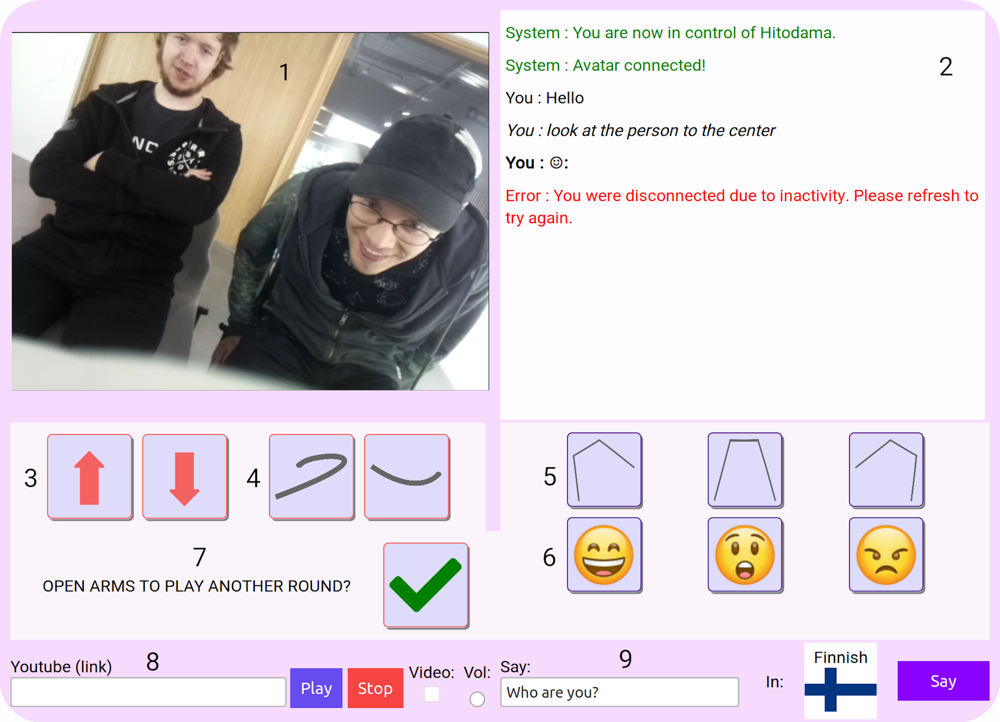 1
NC
System : You are now in control of Hitodama.
System : Avatar connected!
2
You : Hello
You : look at the person to the center
You : ☺:
Error : You were disconnected due to inactivity. Please refresh to
try again.
3
4
5
6
7
OPEN ARMS TO PLAY ANOTHER ROUND?
Youtube (link)
8
Play
Stop
Video:
Vol:
Say:
9
Who are you?
In:
Finnish
Say